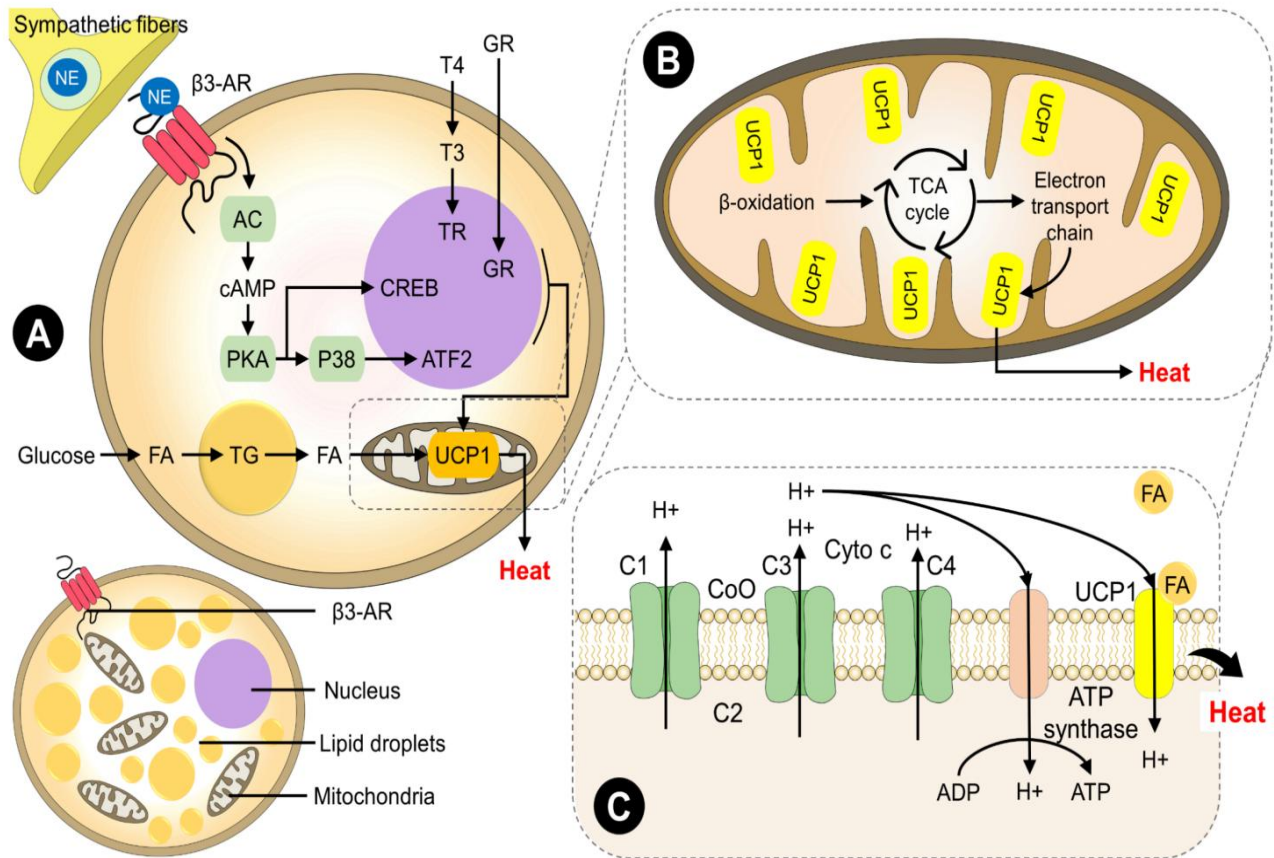 Sympathetic fibers
NE
NE
β3-AR
T4
GR
T3
TR
GR
AC
cAMP
CREB
A
PKA
P38
ATF2
Glucose
FA
TG
FA
UCP1
Heat
β3-AR
Nucleus
Lipid droplets
Mitochondria
B
UCP1
UCP1
UCP1
UCP1
β-oxidation
TCA
cycle
Electron
transport
chain
UCP1
UCP1
UCP1
Heat
H+
FA
H+
H+
H+
C1
CoO
C3
Cyto c
C4
UCP1
FA
C2
ATP
synthase
Heat
H+
C
ADP
H+
ATP